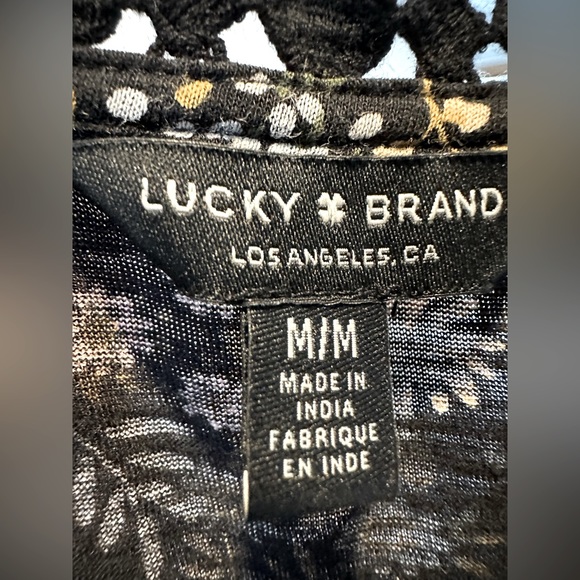 LUCKY BRAND
LOS ANGELES, CA
M/M
MADE IN
INDIA
FABRIQUE
EN INDE